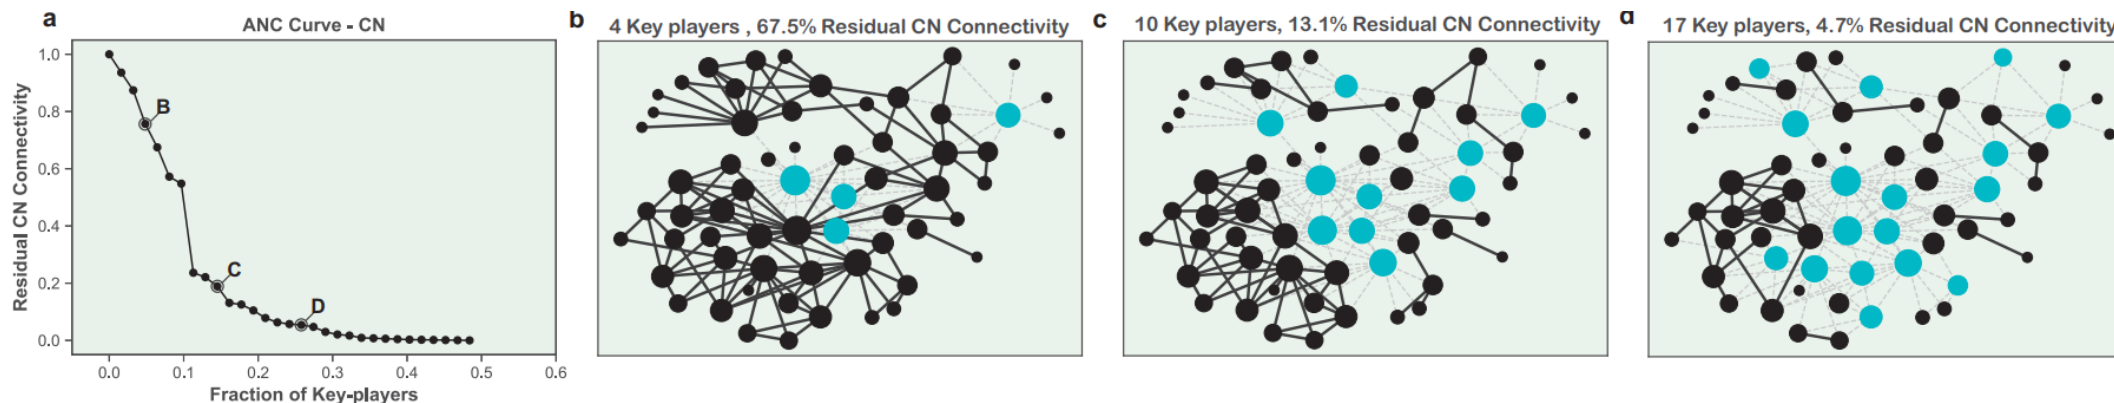 a
ANC Curve - CN
Residual CN Connectivity
1.0
0.8
0.6
0.4
0.2
0.0
B
C
D
0.0 0.1 0.2 0.3 0.4 0.5 0.6
Fraction of Key-players
b
4 Key players , 67.5% Residual CN Connectivity
c
10 Key players, 13.1% Residual CN Connectivity
d
17 Key players, 4.7% Residual CN Connectivity